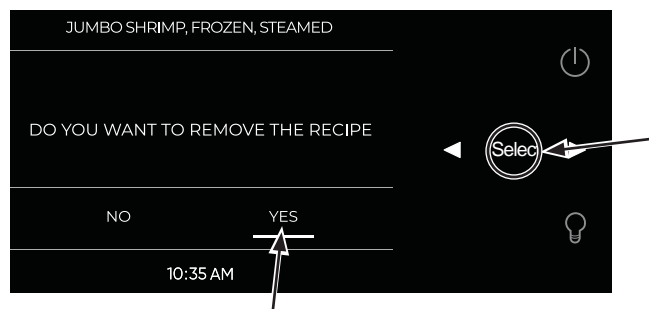 JUMBO SHRIMP, FROZEN, STEAMED
DO YOU WANT TO REMOVE THE RECIPE
Selec
NO YES
10:35 AM